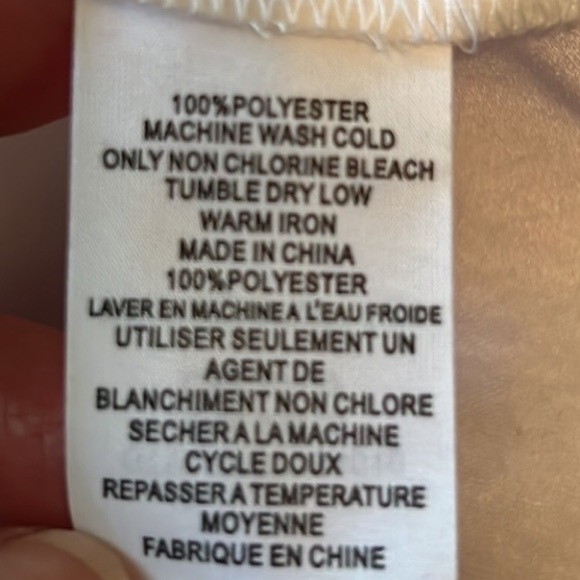 100%POLYESTER
MACHINE WASH COLD
ONLY NON CHLORINE BLEACH
TUMBLE DRY LOW
WARM IRON
MADE IN CHINA
100%POLYESTER
LAVER EN MACHINE A L'EAU FROIDE
UTILISER SEULEMENT UN
AGENT DE
BLANCHIMENT NON CHLORE
SECHER A LA MACHINE
CYCLE DOUX
REPASSER A TEMPERATURE
MOYENNE
FABRIQUE EN CHINE